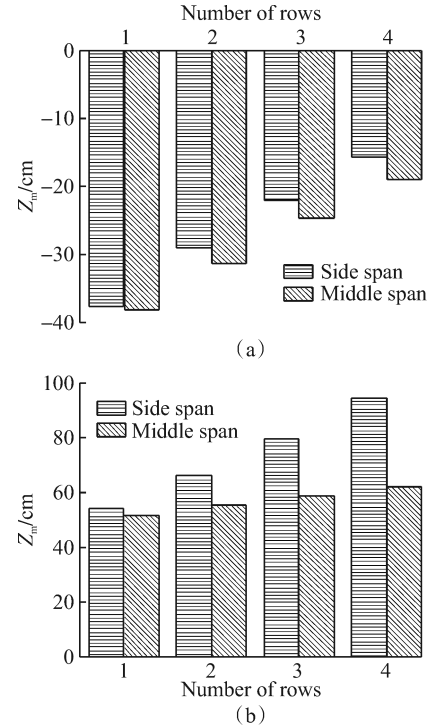 Number of rows
1 2 3 4
0
−10
−20
−30
−40
Zm/cm
Side span
Middle span
(a)
100
80
60
40
20
0
Zm/cm
Side span
Middle span
1 2 3 4
Number of rows
(b)